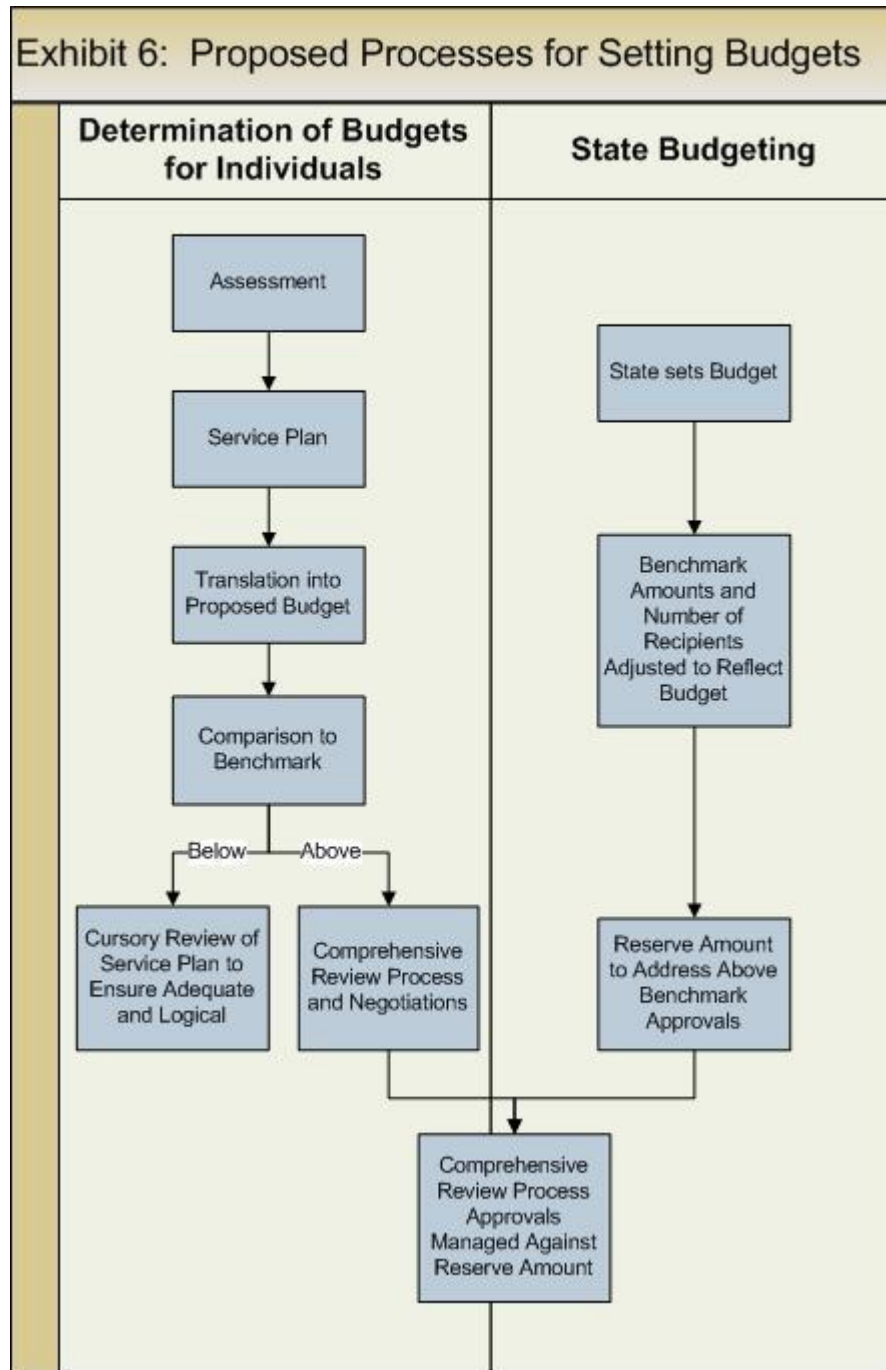 Exhibit 6:  Proposed Processes for Setting Budgets
Determination of Budgets
for Individuals
State Budgeting
Assessment
Service Plan
Translation into
Proposed Budget
Comparison to
Benchmark
Below
Above
Cursory Review of
Service Plan to
Ensure Adequate
and Logical
Comprehensive
Review Process
and Negotiations
State sets Budget
Benchmark
Amounts and
Number of
Recipients
Adjusted to Reflect
Budget
Reserve Amount
to Address Above
Benchmark
Approvals
Comprehensive
Review Process
Approvals
Managed Against
Reserve Amount